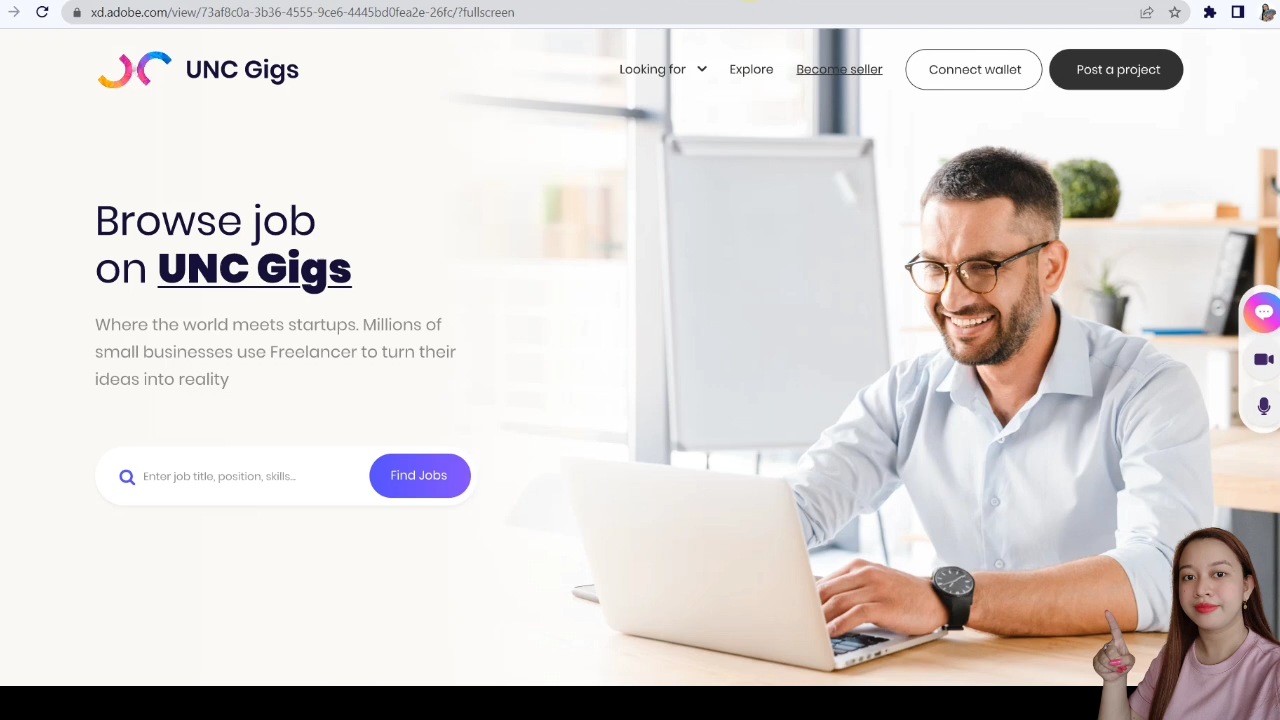 xd.adobe.com/view/73af8c0a-3b36-4555-9ce6-4445bd0fea2e-26fc/?fullscreen
UNC Gigs
Looking for
Explore
Become seller
Connect wallet
Post a project
Browse job
on UNC Gigs
Where the world meets startups. Millions of
small businesses use Freelancer to turn their
ideas into reality
Enter job title, position, skills...
Find Jobs